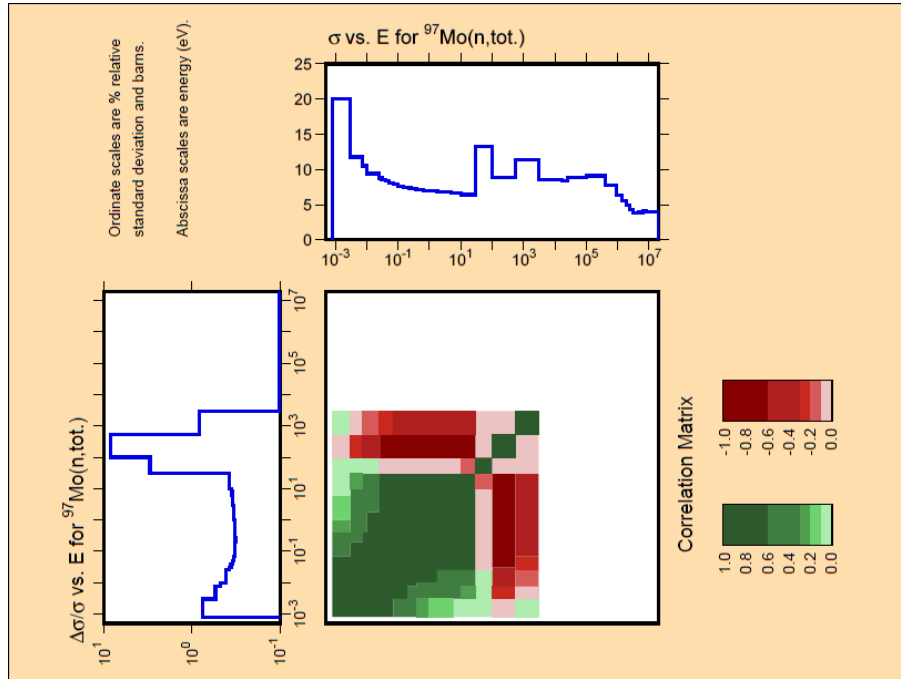 Ordinate scales are % relative
standard deviation and barns.
Abscissa scales are energy (eV).
σ vs. E for ⁹⁷Mo(n,tot.)
25
20
15
10
5
0
10⁻³ 10⁻¹ 10¹ 10³ 10⁵ 10⁷
Δσ/σ vs. E for ⁹⁷Mo(n,tot.)
10⁷
10⁵
10³
10¹
10⁻¹
10⁻³
10¹ 10⁰ 10⁻¹
Correlation Matrix
-1.0 -0.8 -0.6 -0.4 -0.2 0.0
1.0 0.8 0.6 0.4 0.2 0.0